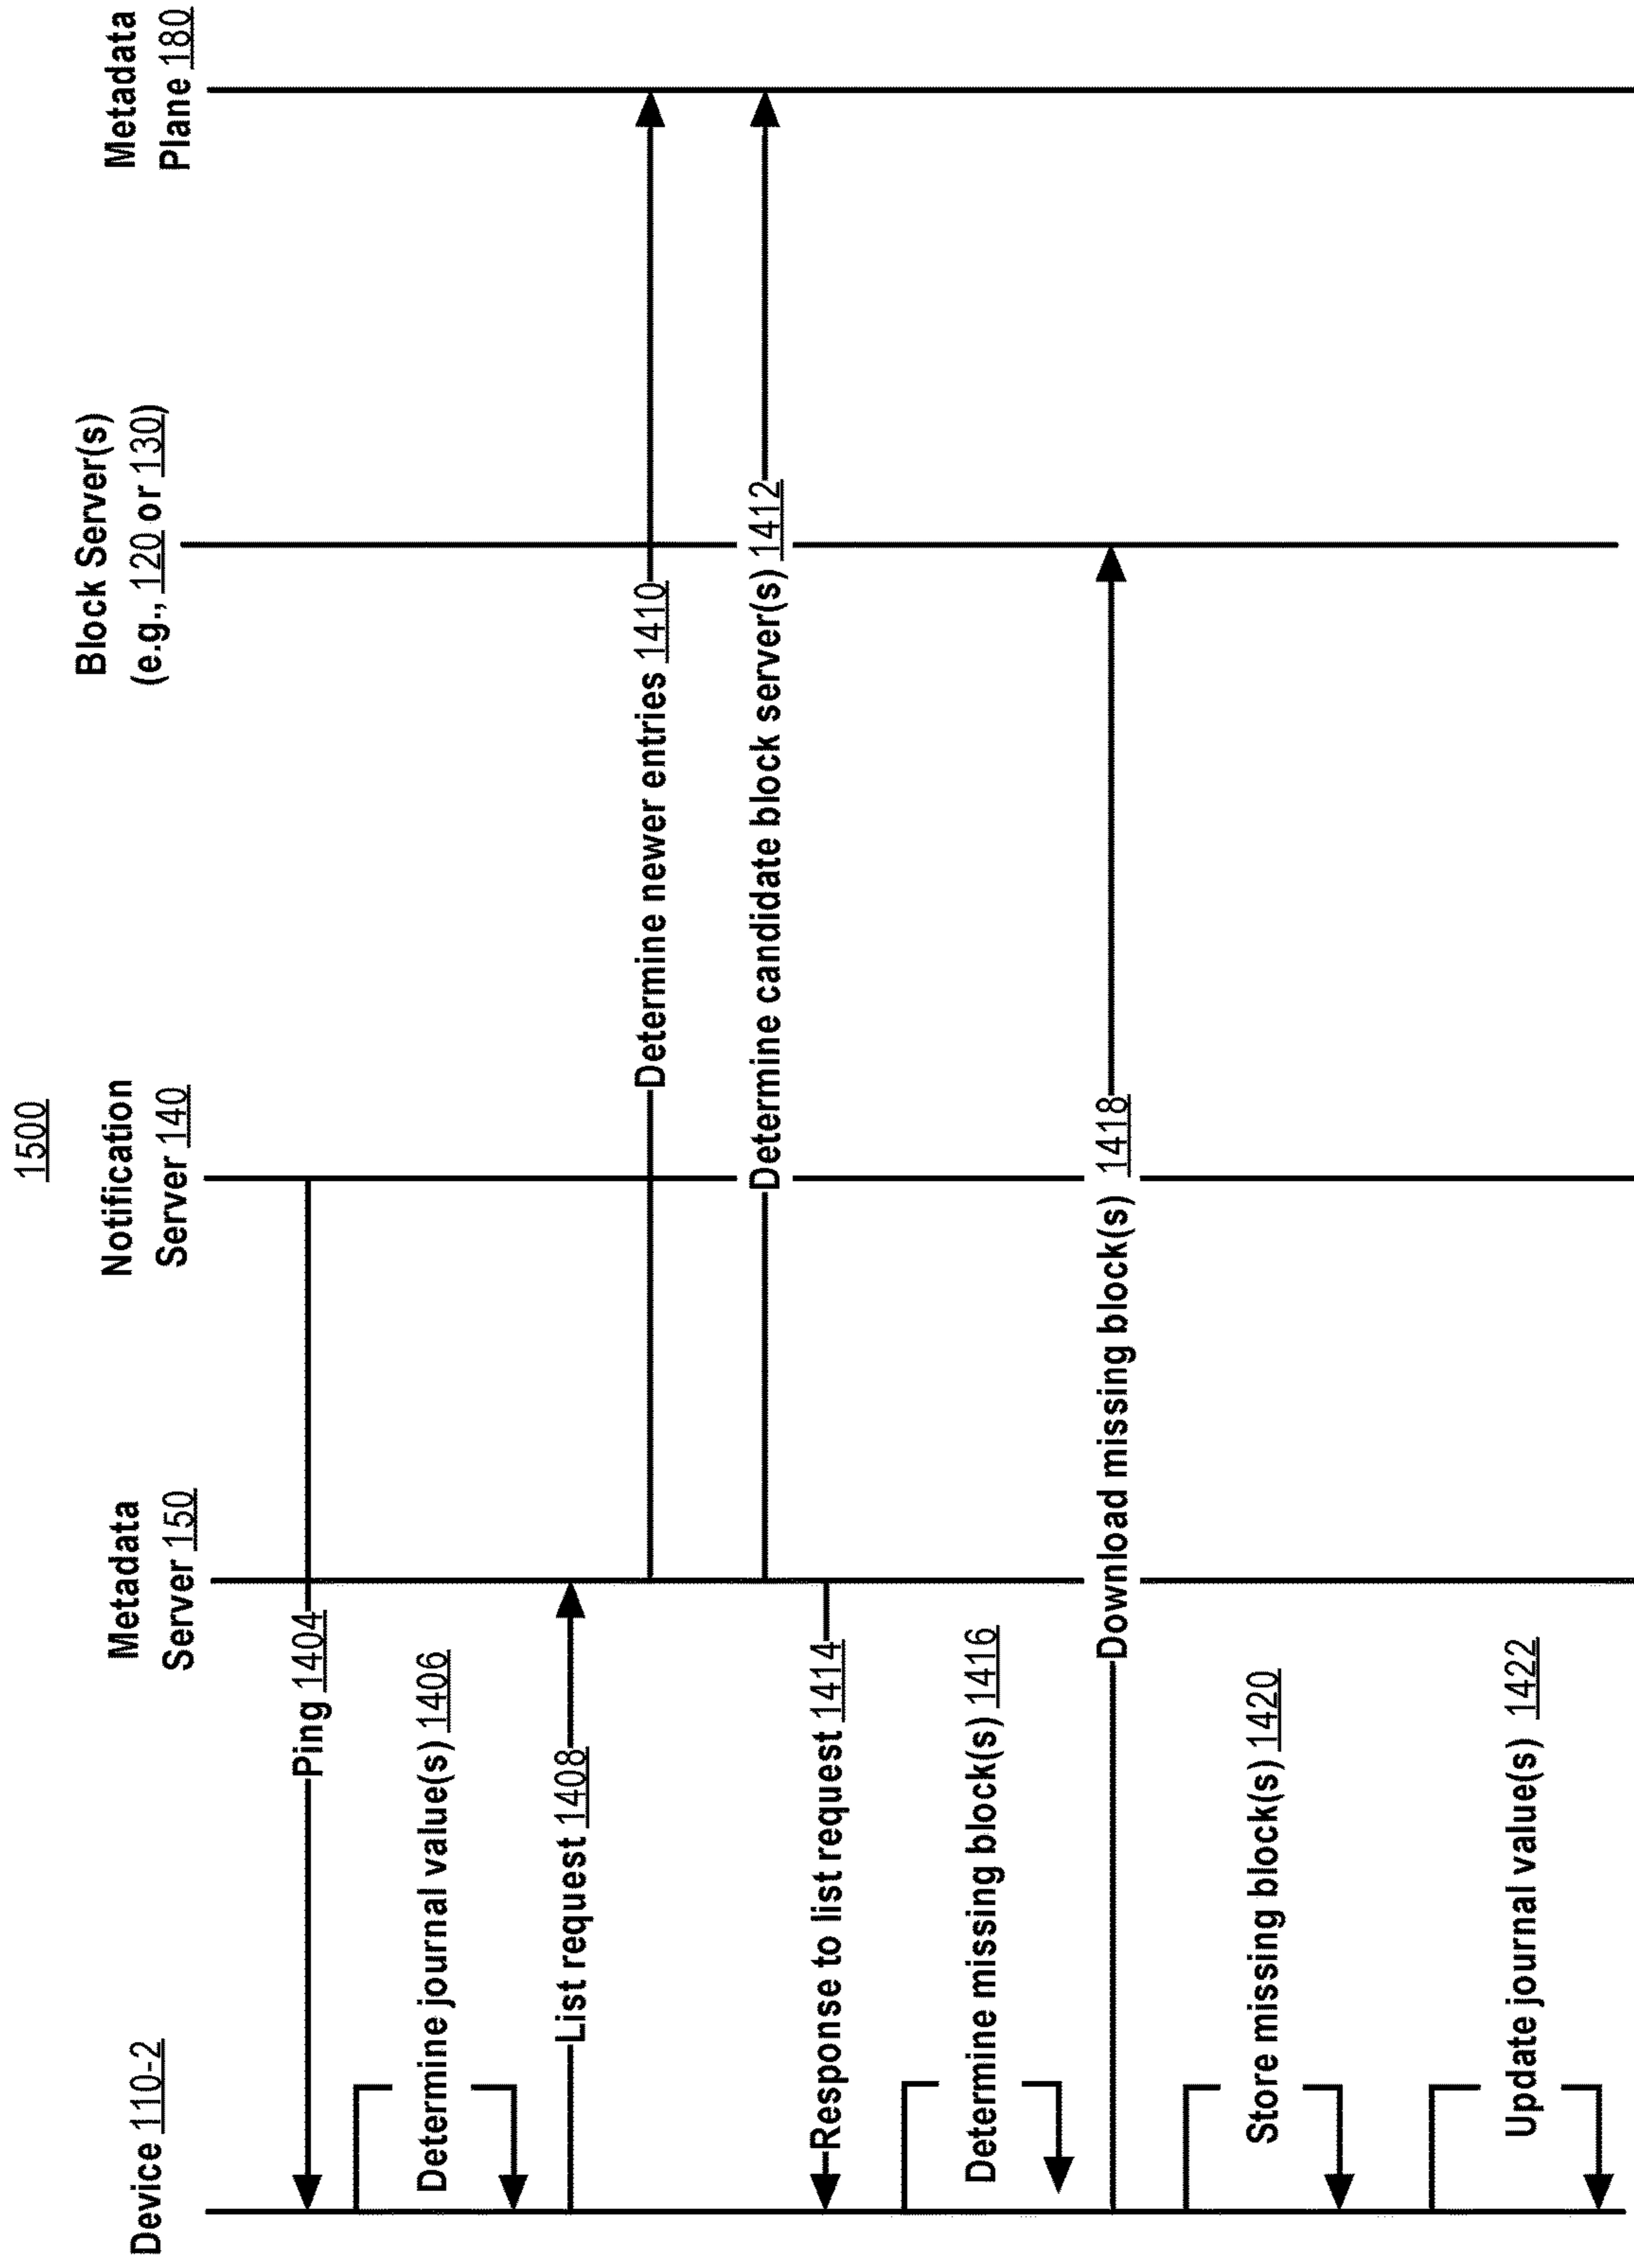 1500
Device 110-2
Metadata
Server 150
Notification
Server 140
Block Server(s)
(e.g., 120 or 130)
Metadata
Plane 180
Ping 1404
Determine journal value(s) 1406
List request 1408
Determine newer entries 1410
Determine candidate block server(s) 1412
Response to list request 1414
Determine missing block(s) 1416
Download missing block(s) 1418
Store missing block(s) 1420
Update journal value(s) 1422